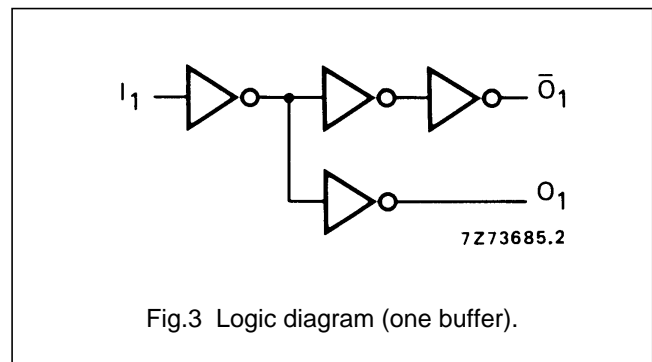 I₁
Ō₁
O₁
7Z73685.2
Fig.3 Logic diagram (one buffer).